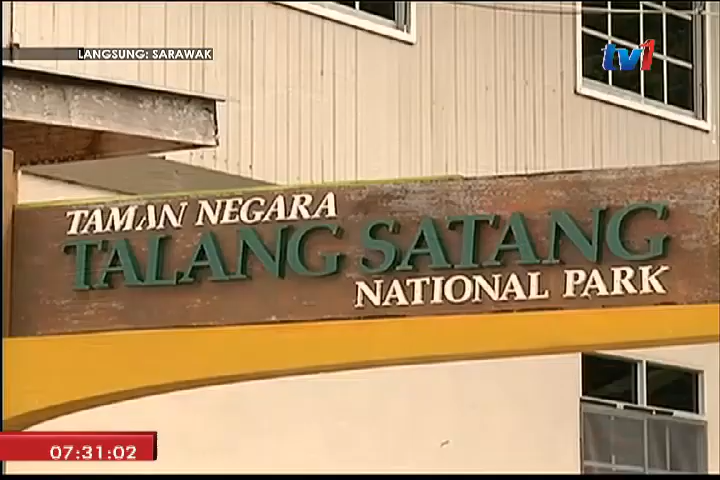 LANGSUNG: SARAWAK
tv1
TAMAN NEGARA
TALANG SATANG
NATIONAL PARK
07:31:02